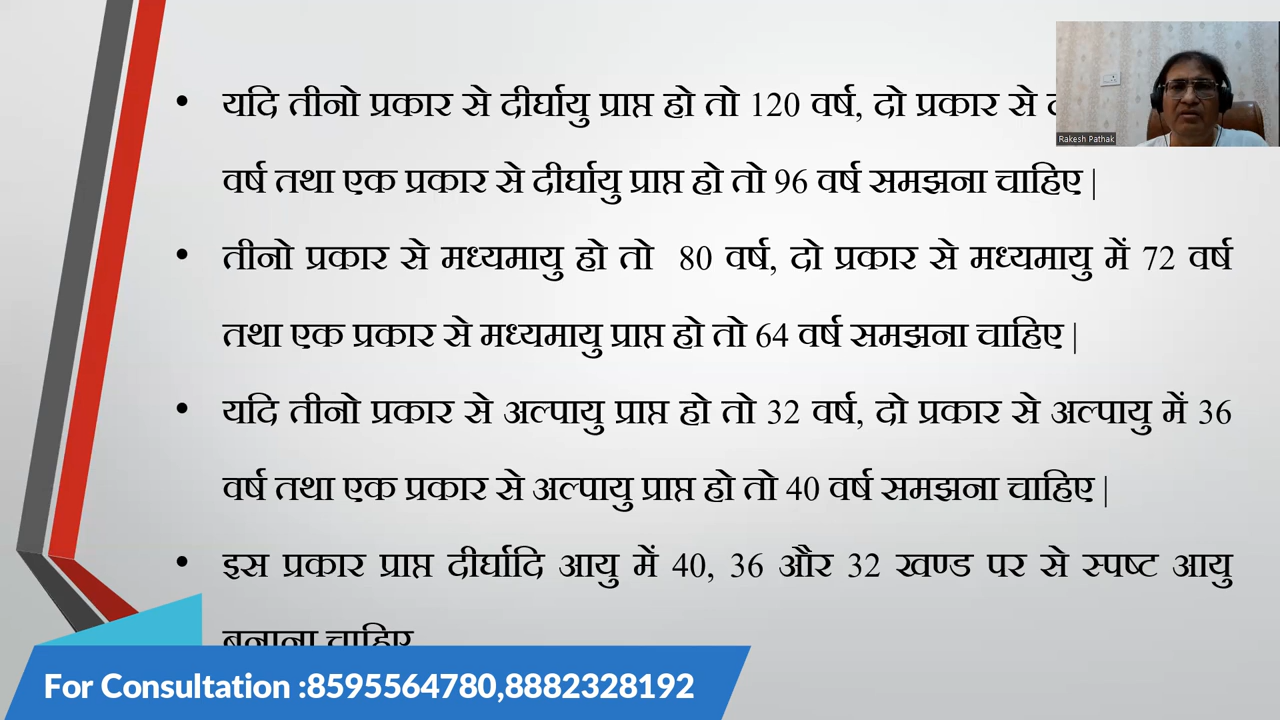 • यदि तीनो प्रकार से दीर्घायु प्राप्त हो तो 120 वर्ष, दो प्रकार से
Rakesh Pathak
वर्ष तथा एक प्रकार से दीर्घायु प्राप्त हो तो 96 वर्ष समझना चाहिए |
• तीनो प्रकार से मध्यमायु हो तो 80 वर्ष, दो प्रकार से मध्यमायु में 72 वर्ष
तथा एक प्रकार से मध्यमायु प्राप्त हो तो 64 वर्ष समझना चाहिए |
• यदि तीनो प्रकार से अल्पायु प्राप्त हो तो 32 वर्ष, दो प्रकार से अल्पायु में 36
वर्ष तथा एक प्रकार से अल्पायु प्राप्त हो तो 40 वर्ष समझना चाहिए |
• इस प्रकार प्राप्त दीर्घादि आयु में 40, 36 और 32 खण्ड पर से स्पष्ट आयु
बनाना चाहिए
For Consultation :8595564780,8882328192